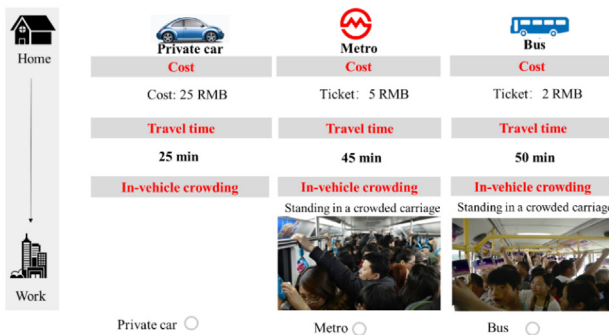 Home
Work
Private car Metro Bus
Cost Cost Cost
Cost: 25 RMB Ticket: 5 RMB Ticket: 2 RMB
Travel time Travel time Travel time
25 min 45 min 50 min
In-vehicle crowding In-vehicle crowding In-vehicle crowding
Standing in a crowded carriage Standing in a crowded carriage
Private car Metro Bus